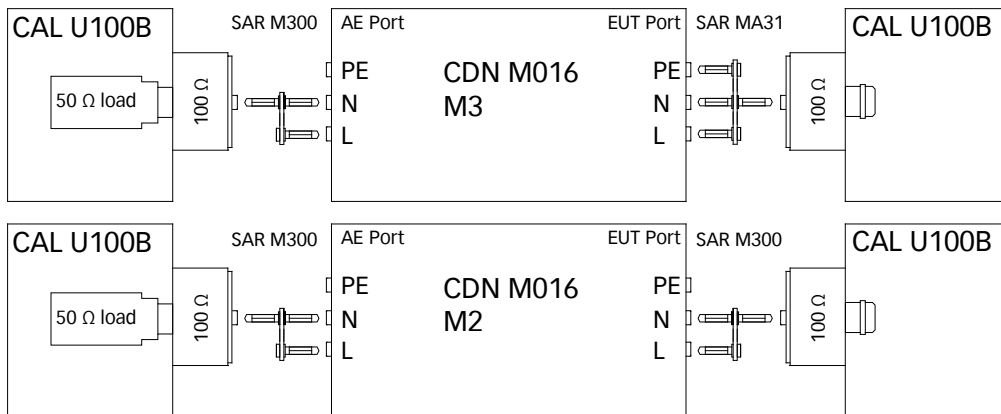 CAL U100B SAR M300 AE Port EUT Port SAR MA31 CAL U100B
PE CDN M016 PE
50 Ω load 100 Ω N M3 N 100 Ω
L L
CAL U100B SAR M300 AE Port EUT Port SAR M300 CAL U100B
PE CDN M016 PE
50 Ω load 100 Ω N M2 N 100 Ω
L L